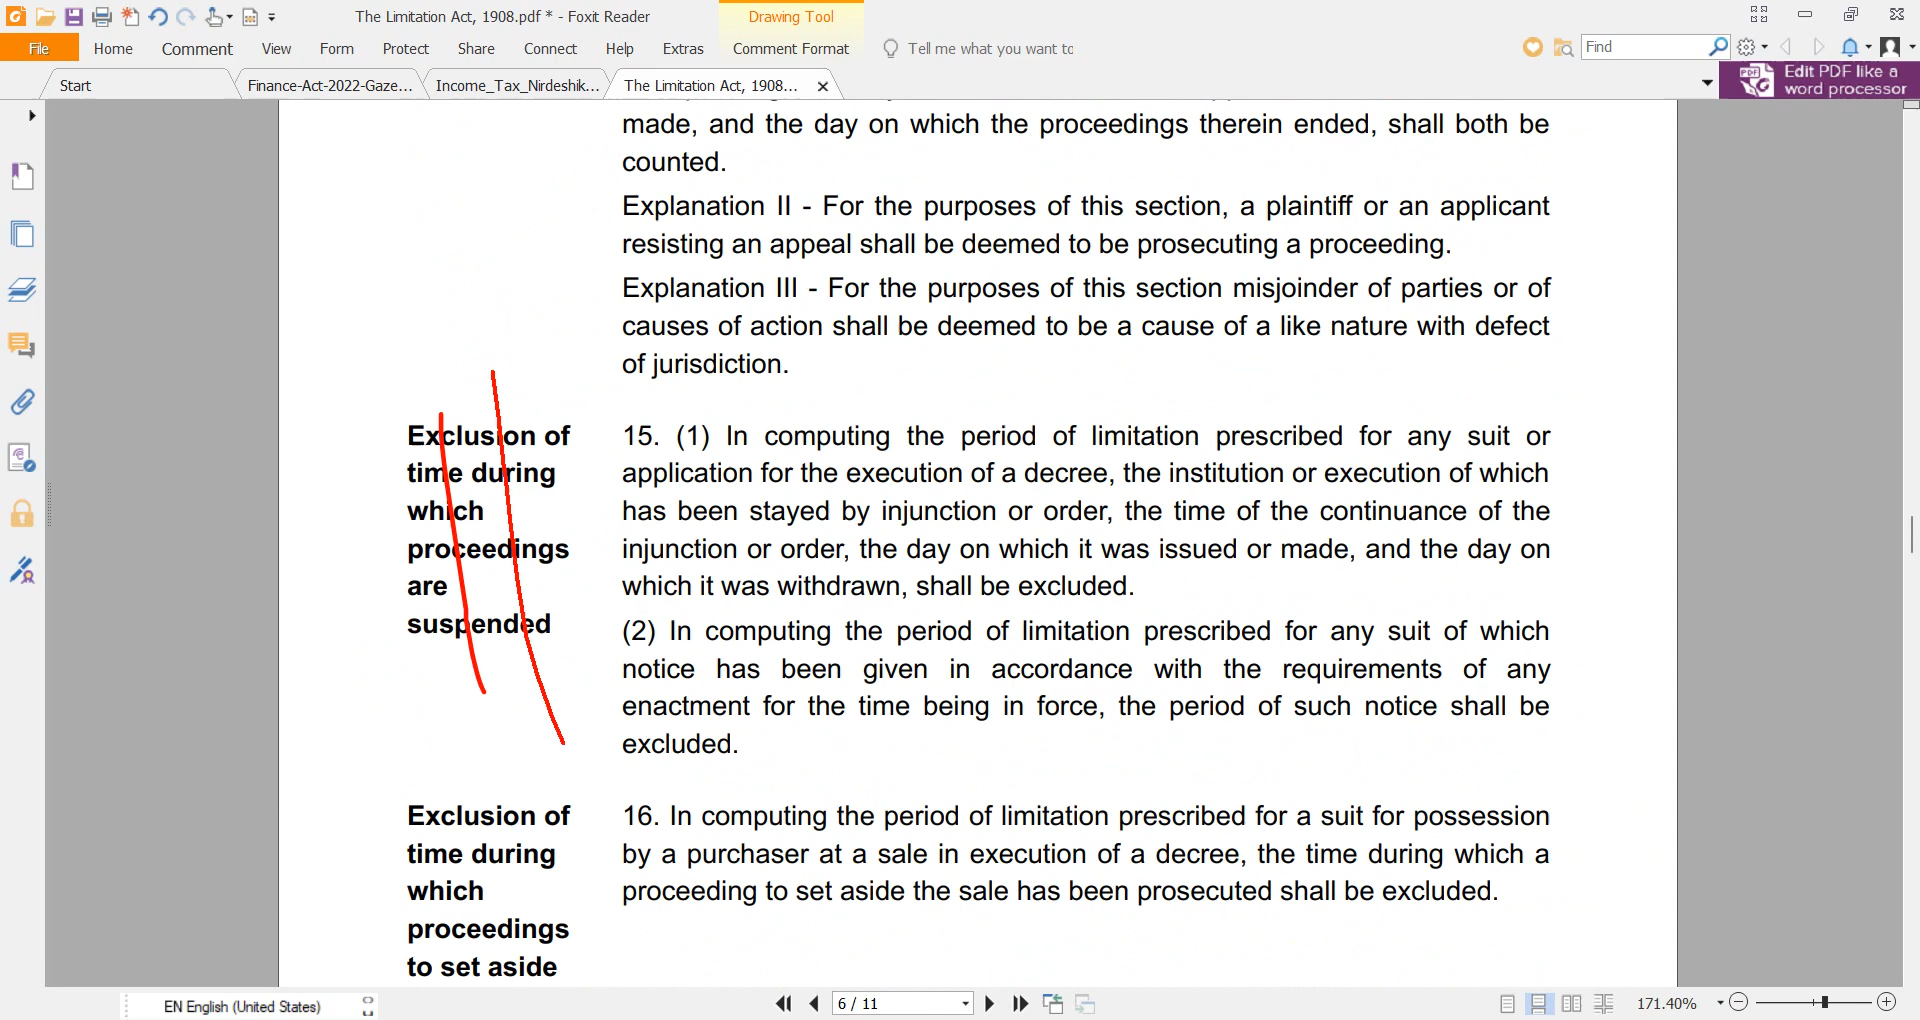 The Limitation Act, 1908.pdf * - Foxit Reader
Drawing Tool
File Home Comment View Form Protect Share Connect Help Extras Comment Format Tell me what you want to Find
Start Finance-Act-2022-Gaze... Income_Tax_Nirdeshik... The Limitation Act, 1908...
Edit PDF like a
word processor
made, and the day on which the proceedings therein ended, shall both be
counted.
Explanation II - For the purposes of this section, a plaintiff or an applicant
resisting an appeal shall be deemed to be prosecuting a proceeding.
Explanation III - For the purposes of this section misjoinder of parties or of
causes of action shall be deemed to be a cause of a like nature with defect
of jurisdiction.
Exclusion of
time during
which
proceedings
are
suspended
15. (1) In computing the period of limitation prescribed for any suit or
application for the execution of a decree, the institution or execution of which
has been stayed by injunction or order, the time of the continuance of the
injunction or order, the day on which it was issued or made, and the day on
which it was withdrawn, shall be excluded.
(2) In computing the period of limitation prescribed for any suit of which
notice has been given in accordance with the requirements of any
enactment for the time being in force, the period of such notice shall be
excluded.
Exclusion of
time during
which
proceedings
to set aside
16. In computing the period of limitation prescribed for a suit for possession
by a purchaser at a sale in execution of a decree, the time during which a
proceeding to set aside the sale has been prosecuted shall be excluded.
EN English (United States)
6 / 11
171.40%